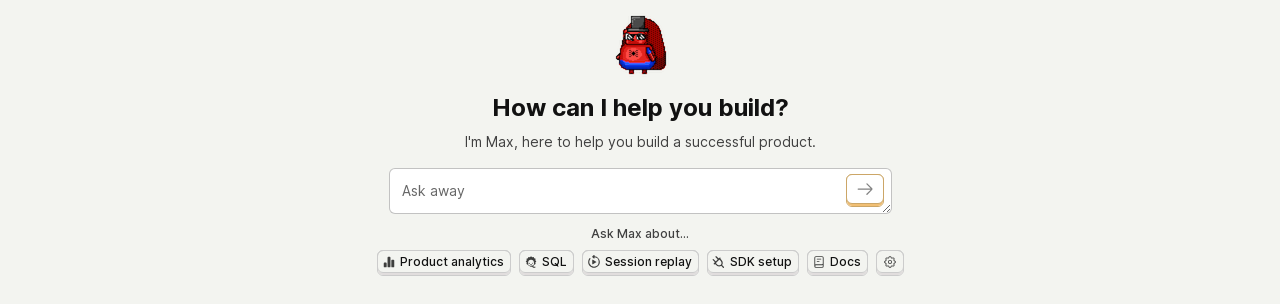 How can I help you build?
I'm Max, here to help you build a successful product.
Ask away
Ask Max about...
Product analytics SQL Session replay SDK setup Docs